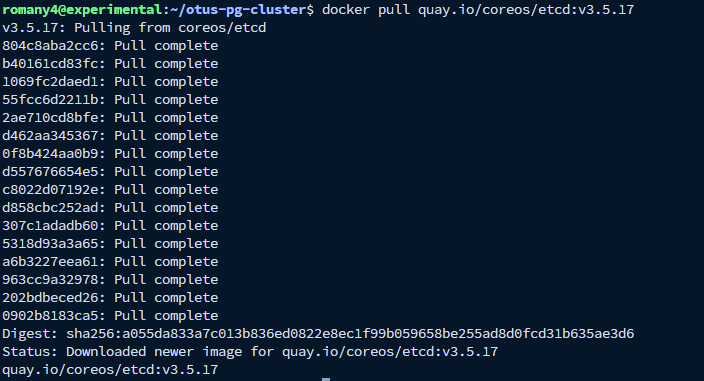 romany4@experimental:~/otus-pg-cluster$ docker pull quay.io/coreos/etcd:v3.5.17
v3.5.17: Pulling from coreos/etcd
804c8aba2cc6: Pull complete
b40161cd83fc: Pull complete
1069fc2daed1: Pull complete
55fcc6d2211b: Pull complete
2ae710cd8bfe: Pull complete
d462aa345367: Pull complete
0f8b424aa0b9: Pull complete
d557676654e5: Pull complete
c8022d07192e: Pull complete
d858cbc252ad: Pull complete
307c1adadb60: Pull complete
5318d93a3a65: Pull complete
a6b3227eea61: Pull complete
963cc9a32978: Pull complete
202bdbeced26: Pull complete
0902b8183ca5: Pull complete
Digest: sha256:a055da833a7c013b836ed0822e8ec1f99b059658be255ad8d0fcd31b635ae3d6
Status: Downloaded newer image for quay.io/coreos/etcd:v3.5.17
quay.io/coreos/etcd:v3.5.17